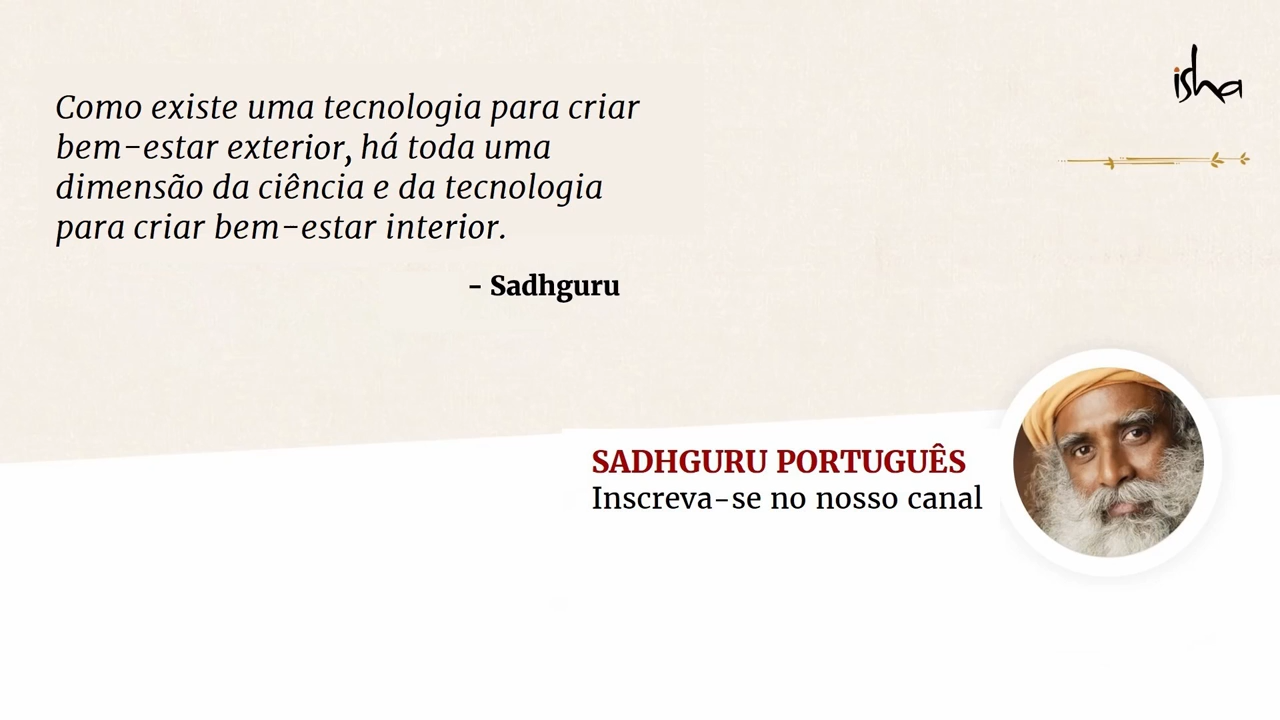 Como existe uma tecnologia para criar
bem-estar exterior, há toda uma
dimensão da ciência e da tecnologia
para criar bem-estar interior.
- Sadhguru
isha
SADHGURU PORTUGUÊS
Inscreva-se no nosso canal